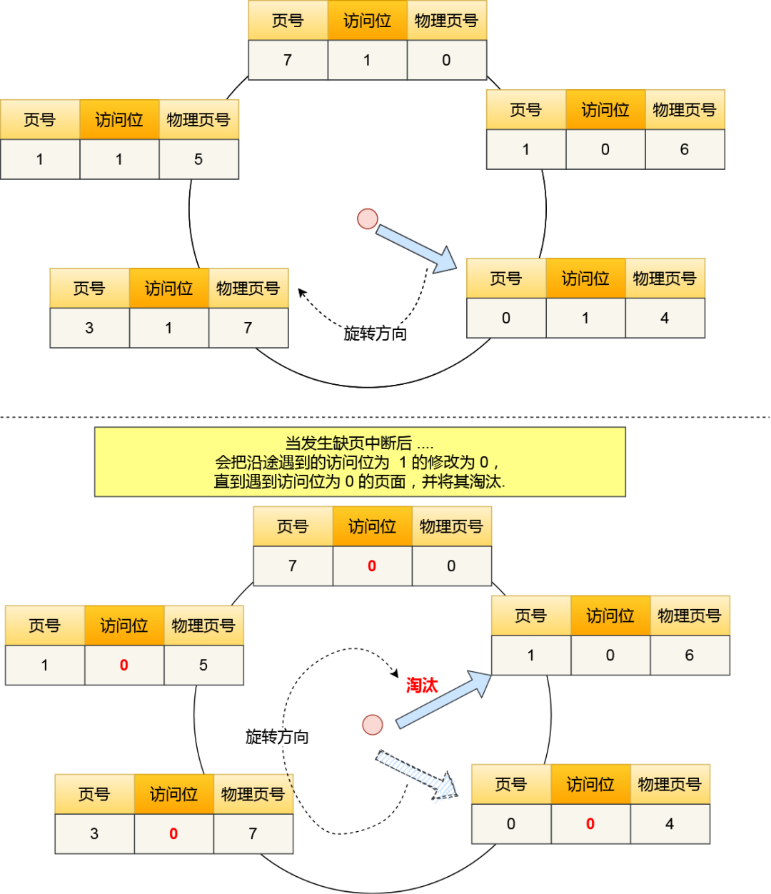 页号 访问位 物理页号
7 1 0
页号 访问位 物理页号
1 1 5
页号 访问位 物理页号
1 0 6
页号 访问位 物理页号
3 1 7
页号 访问位 物理页号
0 1 4
旋转方向
当发生缺页中断后 ....
会把沿途遇到的访问位为 1 的修改为 0，
直到遇到访问位为 0 的页面，并将其淘汰.
页号 访问位 物理页号
7 0 0
页号 访问位 物理页号
1 0 5
页号 访问位 物理页号
1 0 6
淘汰
旋转方向
页号 访问位 物理页号
3 0 7
页号 访问位 物理页号
0 0 4